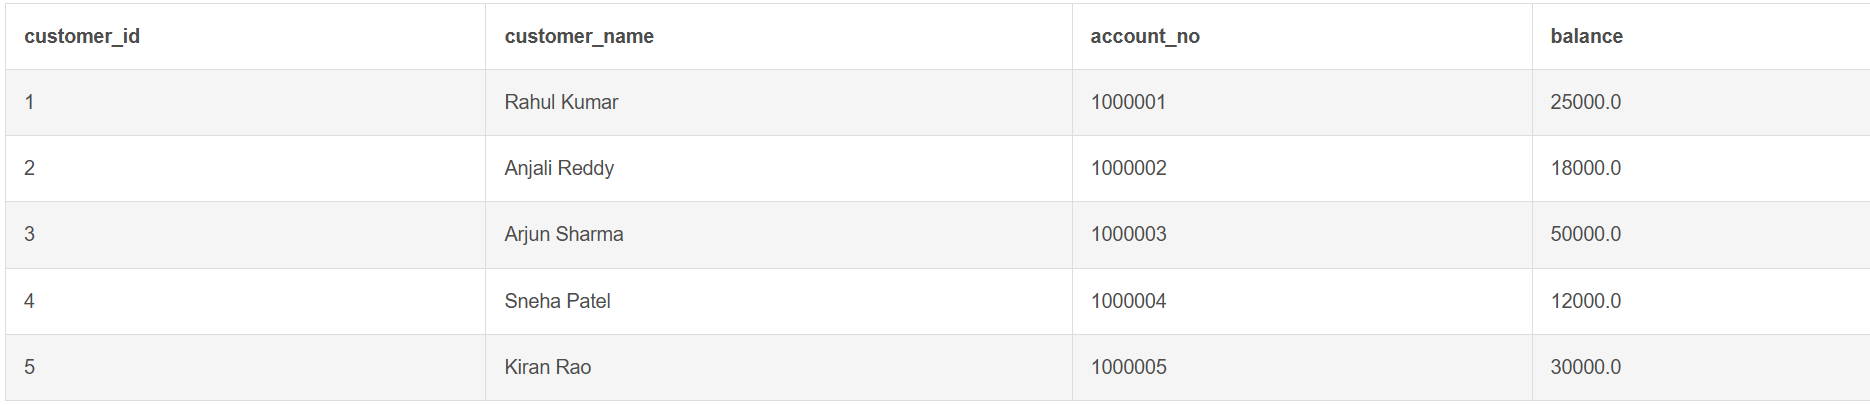 customer_id customer_name account_no balance
1 Rahul Kumar 1000001 25000.0
2 Anjali Reddy 1000002 18000.0
3 Arjun Sharma 1000003 50000.0
4 Sneha Patel 1000004 12000.0
5 Kiran Rao 1000005 30000.0